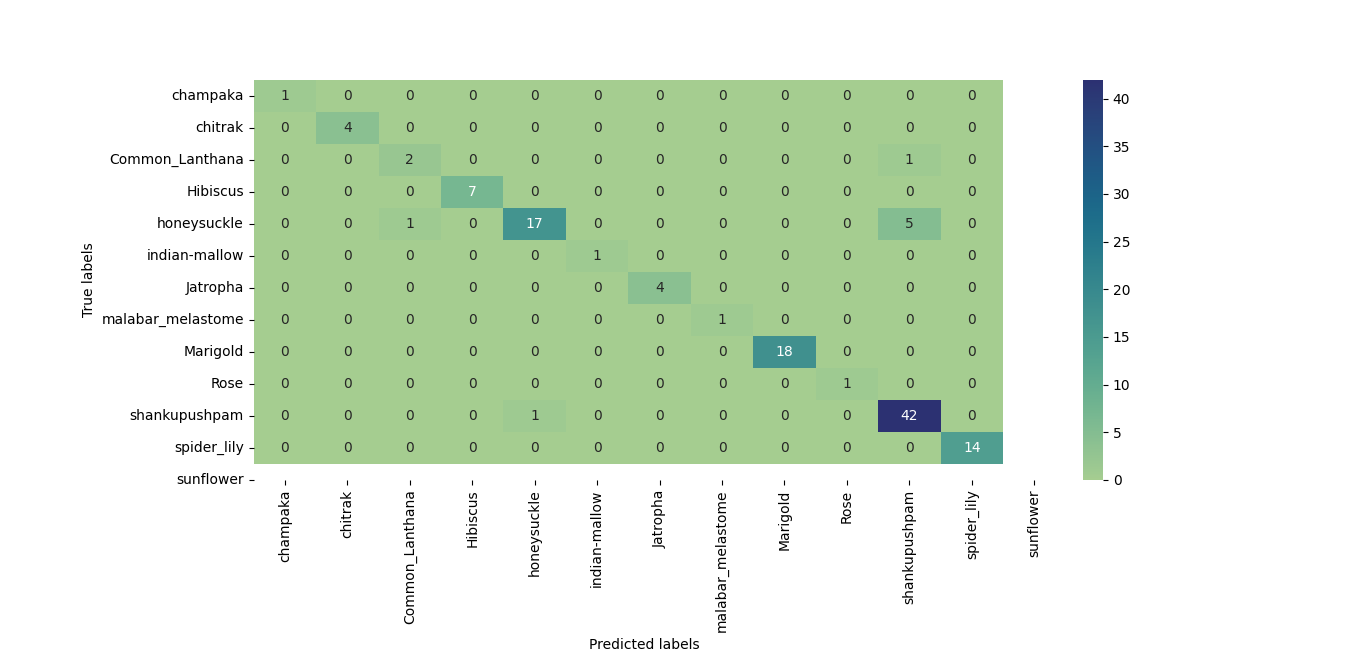 champaka 1 0 0 0 0 0 0 0 0 0 0 0
chitrak 0 4 0 0 0 0 0 0 0 0 0 0
Common_Lanthana 0 0 2 0 0 0 0 0 0 0 1 0
Hibiscus 0 0 0 7 0 0 0 0 0 0 0 0
honeysuckle 0 0 1 0 17 0 0 0 0 0 5 0
indian-mallow 0 0 0 0 0 1 0 0 0 0 0 0
Jatropha 0 0 0 0 0 0 4 0 0 0 0 0
malabar_melastome 0 0 0 0 0 0 0 1 0 0 0 0
Marigold 0 0 0 0 0 0 0 0 18 0 0 0
Rose 0 0 0 0 0 0 0 0 0 1 0 0
shankupushpam 0 0 0 0 1 0 0 0 0 0 42 0
spider_lily 0 0 0 0 0 0 0 0 0 0 0 14
sunflower
True labels
champaka
chitrak
Common_Lanthana
Hibiscus
honeysuckle
indian-mallow
Jatropha
malabar_melastome
Marigold
Rose
shankupushpam
spider_lily
sunflower
Predicted labels
40
35
30
25
20
15
10
5
0